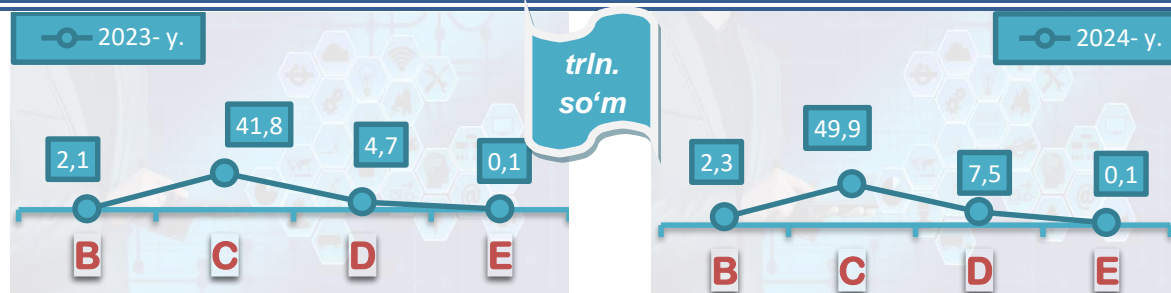 2023- y.
41,8
2,1
4,7
0,1
B
C
D
E
trln.
so‘m
2024- y.
49,9
2,3
7,5
0,1
B
C
D
E